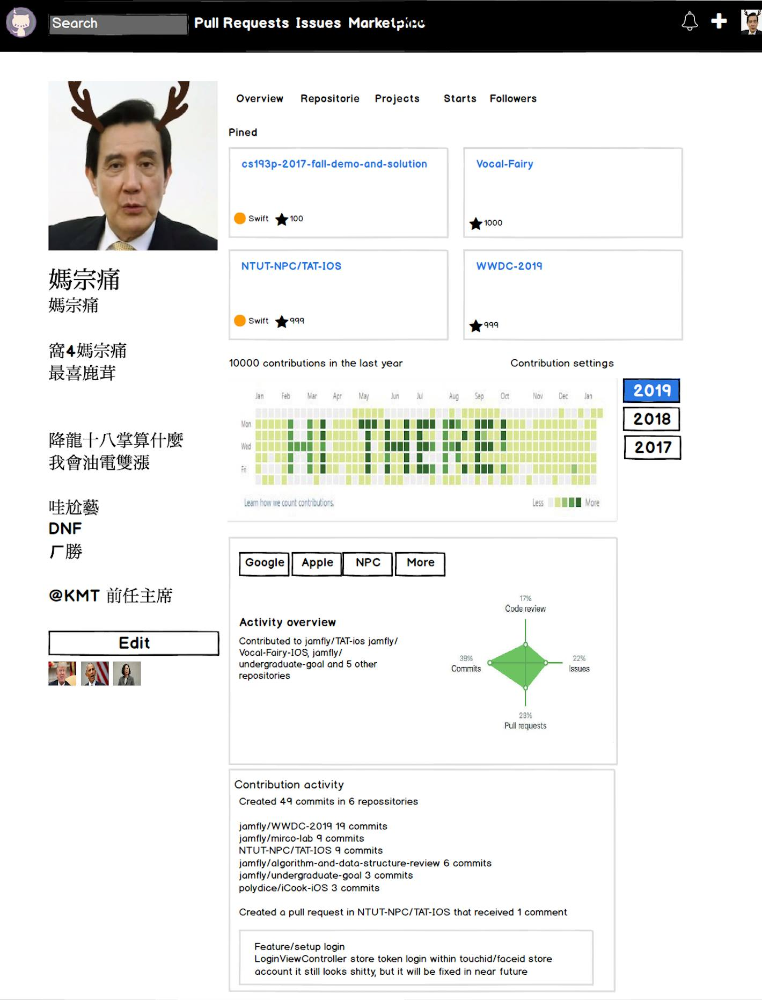 Search
Pull Requests Issues Marketplace
Overview Repositorie Projects Starts Followers
Pined
cs193p-2017-fall-demo-and-solution
Swift 100
Vocal-Fairy
1000
NTUT-NPC/TAT-IOS
Swift 999
WWDC-2019
999
媽宗痛
媽宗痛
窩4媽宗痛
最喜鹿茸
降龍十八掌算什麼
我會油電雙漲
哇尬藝
DNF
厂勝
@KMT 前任主席
Edit
10000 contributions in the last year
Contribution settings
2019
2018
2017
Jan Feb Mar Apr May Jun Jul Aug Sep Oct Nov Dec Jan
Mon
Wed
Fri
HI THERE!
Learn how we count contributions.
Less More
Google Apple NPC More
Activity overview
Contributed to jamfly/TAT-ios jamfly/
Vocal-Fairy-IOS, jamfly/
undergraduate-goal and 5 other
repositories
17%
Code review
38%
Commits
22%
Issues
23%
Pull requests
Contribution activity
Created 49 commits in 6 repossitories
jamfly/WWDC-2019 19 commits
jamfly/mirco-lab 9 commits
NTUT-NPC/TAT-IOS 9 commits
jamfly/algorithm-and-data-structure-review 6 commits
jamfly/undergraduate-goal 3 commits
polydice/iCook-iOS 3 commits
Created a pull request in NTUT-NPC/TAT-IOS that received 1 comment
Feature/setup login
LoginViewController store token login within touchid/faceid store
account it still looks shitty, but it will be fixed in near future